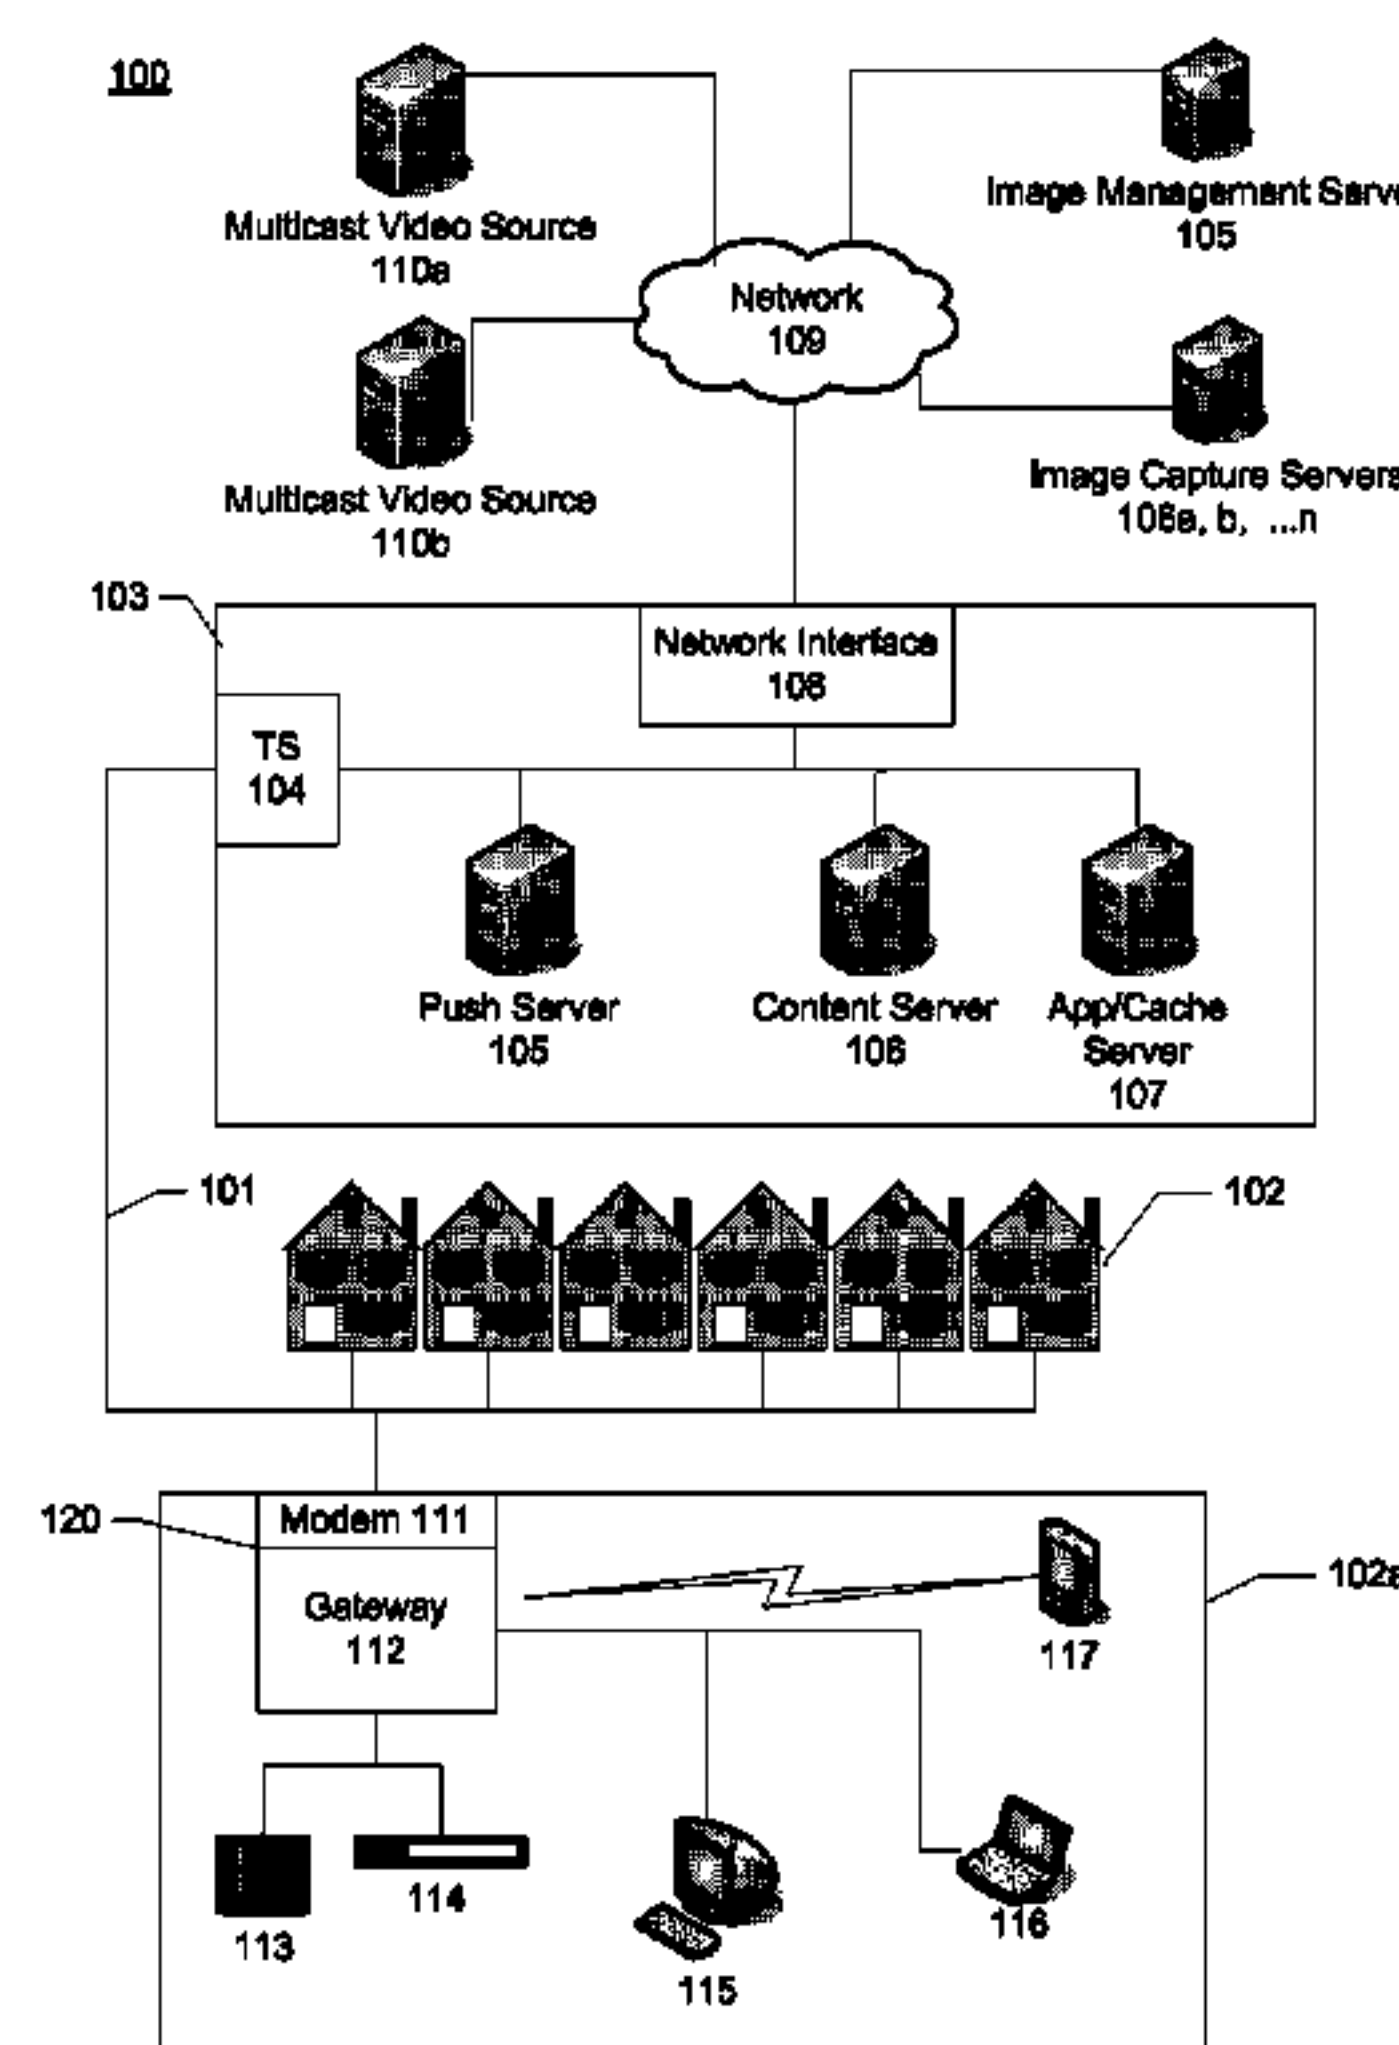 100
Multicast Video Source
110a
Image Management Serve
105
Network
109
Multicast Video Source
110b
Image Capture Servers
106a, b, ...n
103
Network Interface
108
TS
104
Push Server
105
Content Server
106
App/Cache
Server
107
101
102
120
Modem 111
Gateway
112
102a
117
113
114
115
116